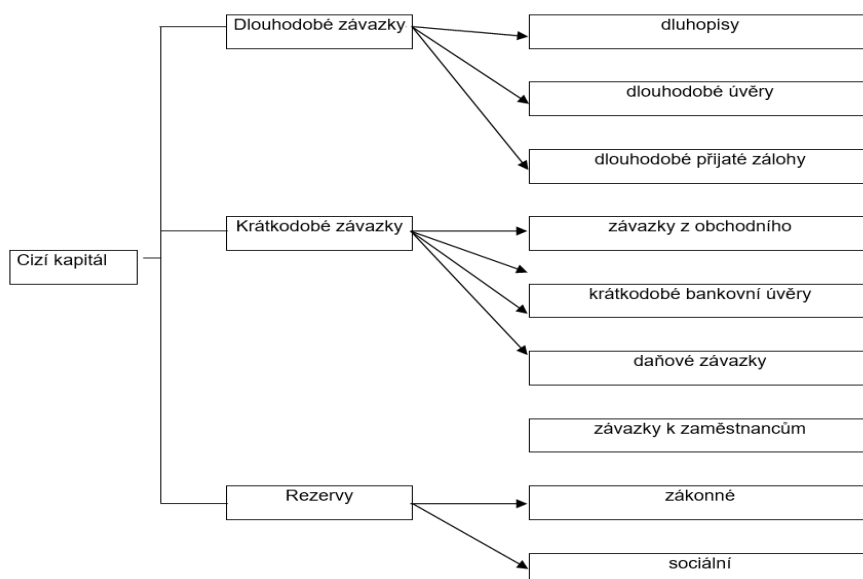 Dlouhodobé závazky
dluhopisy
dlouhodobé úvěry
dlouhodobé přijaté zálohy
Krátkodobé závazky
závazky z obchodního
Cizí kapitál
krátkodobé bankovní úvěry
daňové závazky
závazky k zaměstnancům
Rezervy
zákonné
sociální